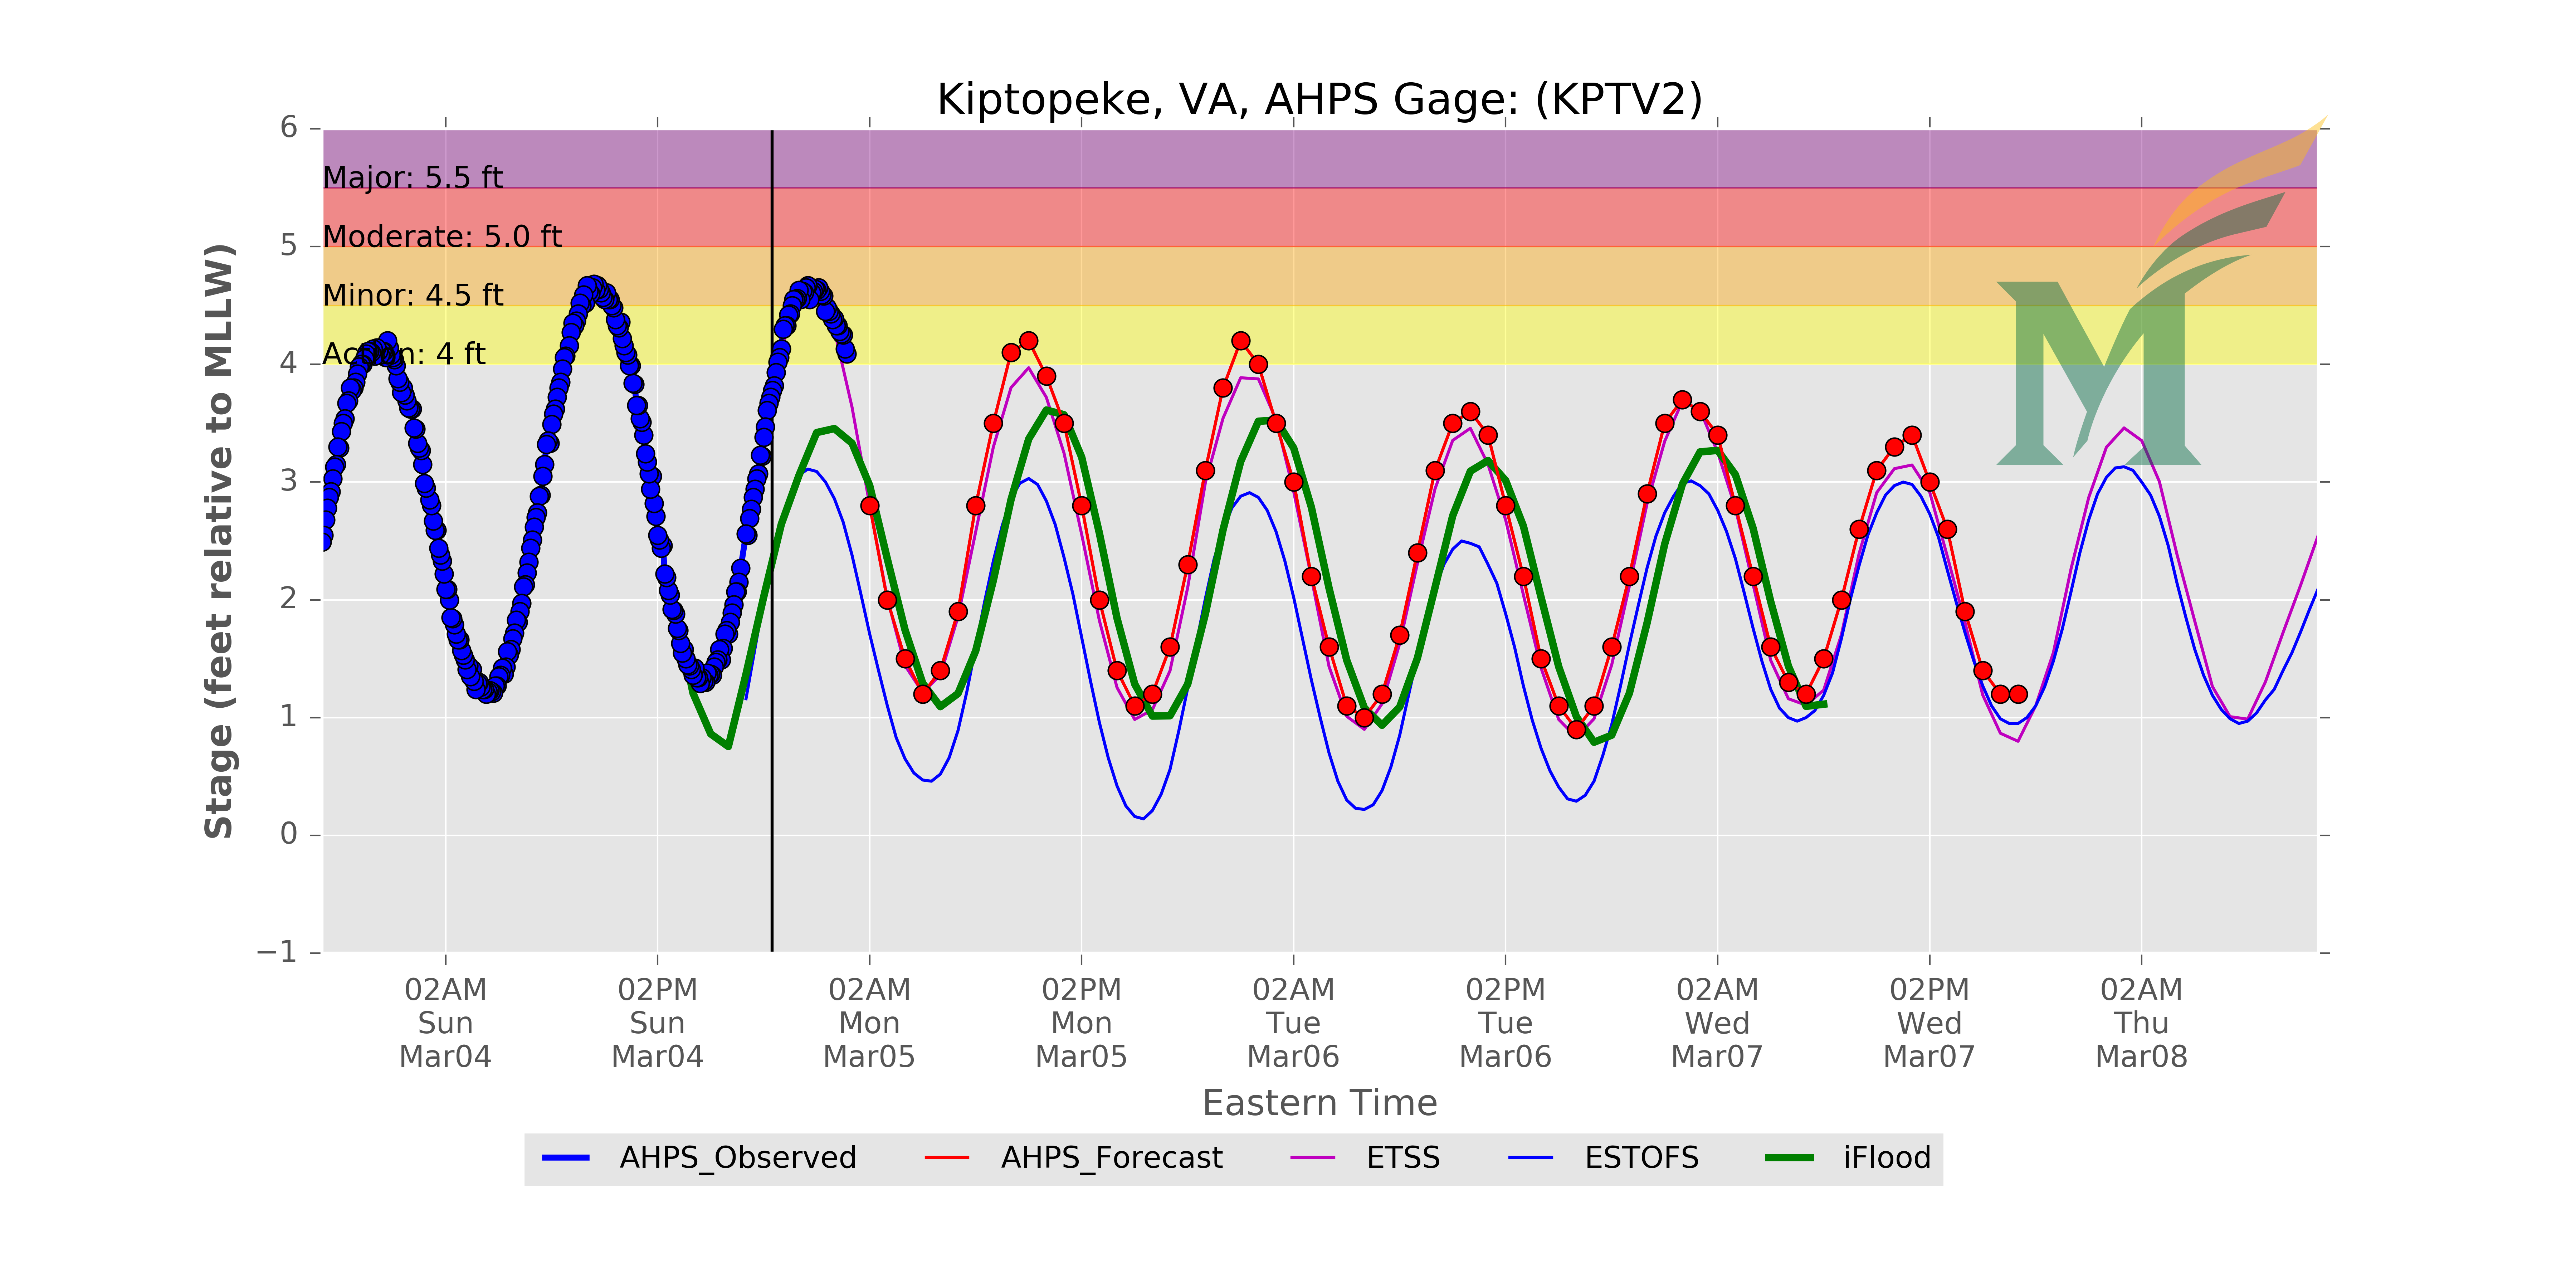 Kiptopeke, VA, AHPS Gage: (KPTV2)
Stage (feet relative to MLLW)
6
5
4
3
2
1
0
−1
Major: 5.5 ft
Moderate: 5.0 ft
Minor: 4.5 ft
Action: 4 ft
M
02AM 02PM 02AM 02PM 02AM 02PM 02AM 02PM 02AM
Sun Sun Mon Mon Tue Tue Wed Wed Thu
Mar04 Mar04 Mar05 Mar05 Mar06 Mar06 Mar07 Mar07 Mar08
Eastern Time
AHPS_Observed AHPS_Forecast ETSS ESTOFS iFlood